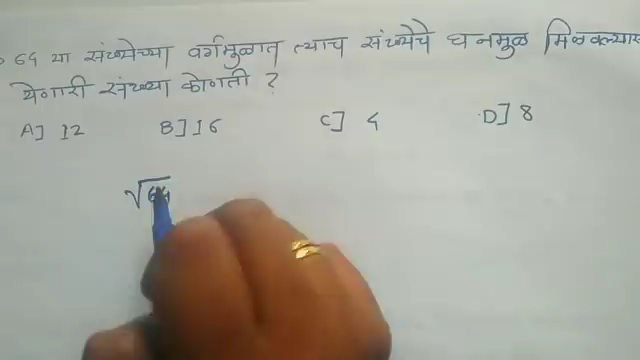 64 या संख्येच्या वर्गमुळात त्याच संख्येचे घनमुळ मिळवल्यास
येणारी संख्या कोणती ?
A] 12 B] 16 C] 4 D] 8
√64